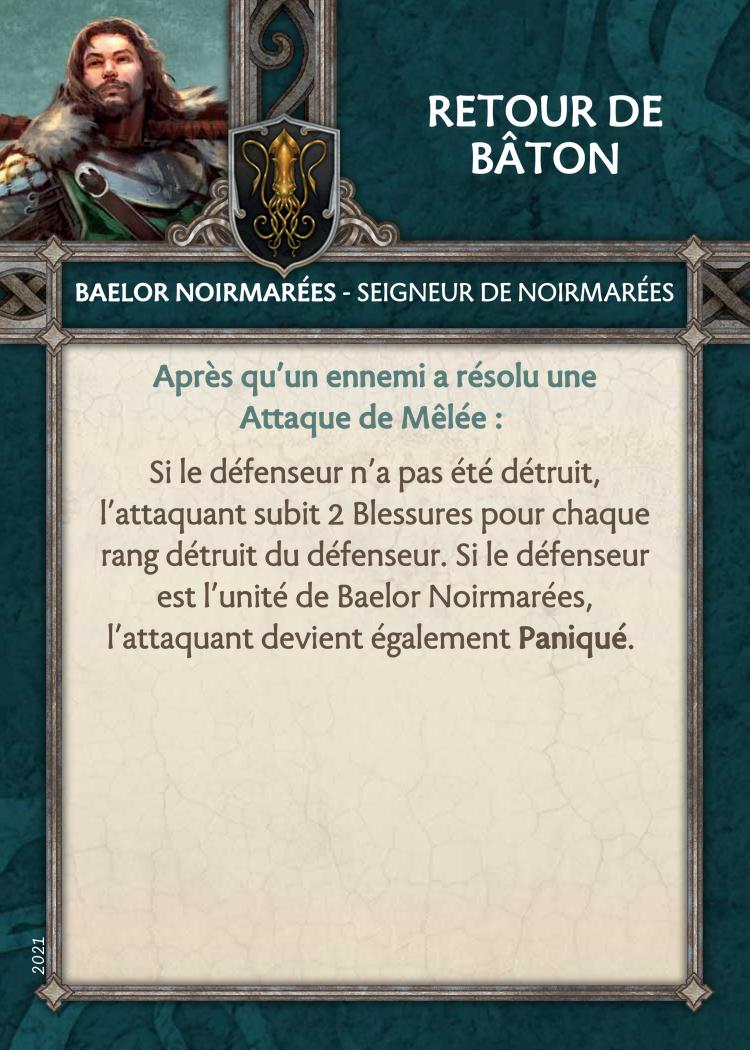 RETOUR DE
BÂTON
BAELOR NOIRMARÉES - SEIGNEUR DE NOIRMARÉES
Après qu'un ennemi a résolu une
Attaque de Mêlée :
Si le défenseur n'a pas été détruit,
l'attaquant subit 2 Blessures pour chaque
rang détruit du défenseur. Si le défenseur
est l'unité de Baelor Noirmarées,
l'attaquant devient également Paniqué.
2021